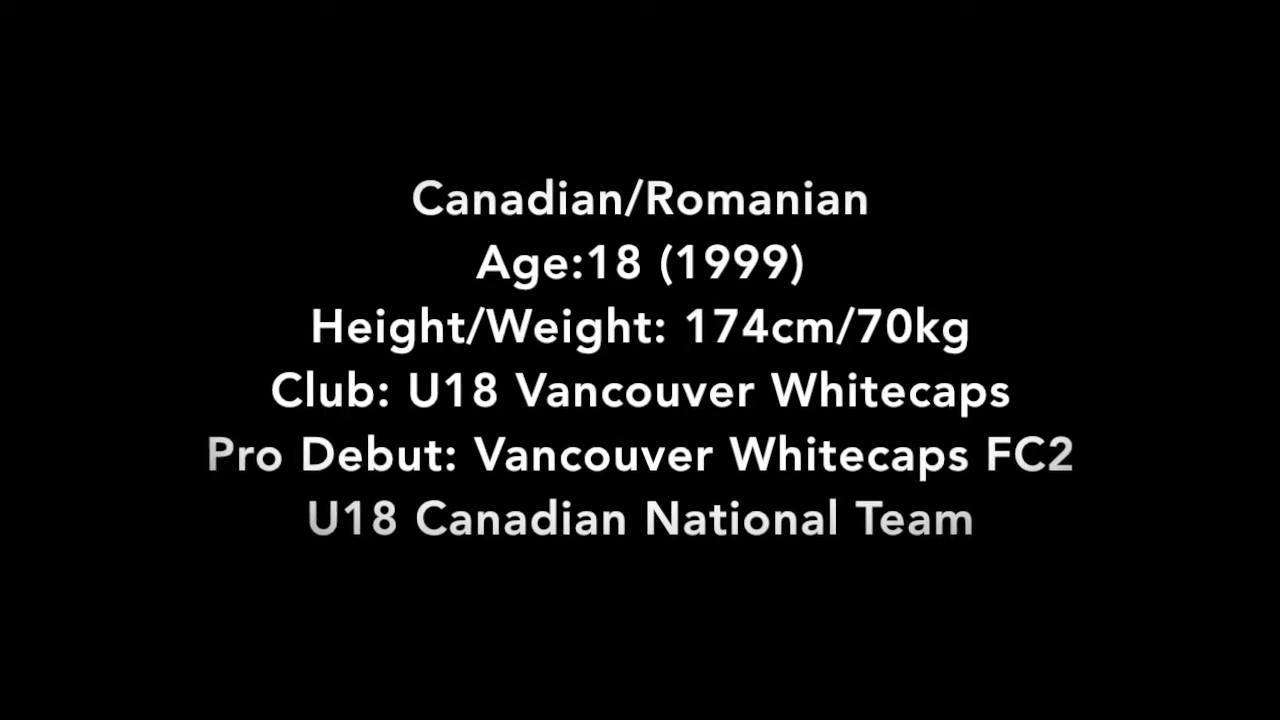 Canadian/Romanian
Age:18 (1999)
Height/Weight: 174cm/70kg
Club: U18 Vancouver Whitecaps
Pro Debut: Vancouver Whitecaps FC2
U18 Canadian National Team